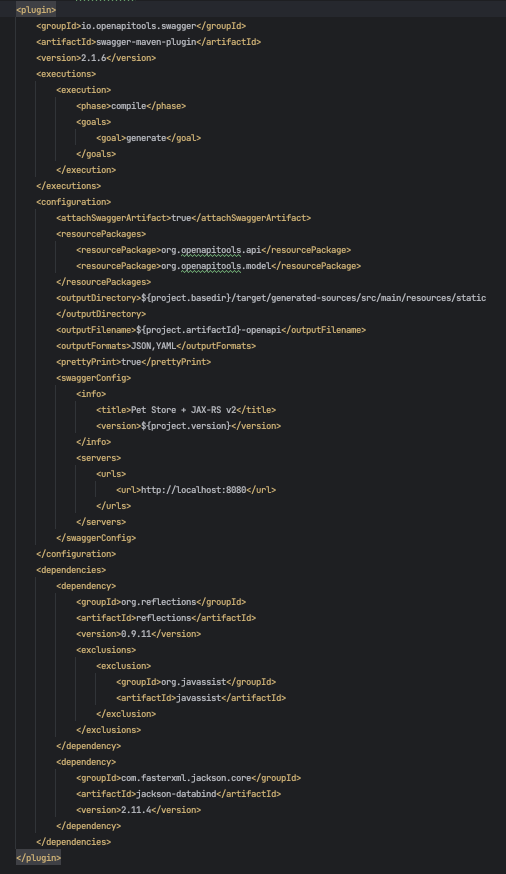 <plugin>
<groupId>io.openapitools.swagger</groupId>
<artifactId>swagger-maven-plugin</artifactId>
<version>2.1.6</version>
<executions>
<execution>
<phase>compile</phase>
<goals>
<goal>generate</goal>
</goals>
</execution>
</executions>
<configuration>
<attachSwaggerArtifact>true</attachSwaggerArtifact>
<resourcePackages>
<resourcePackage>org.openapitools.api</resourcePackage>
<resourcePackage>org.openapitools.model</resourcePackage>
</resourcePackages>
<outputDirectory>${project.basedir}/target/generated-sources/src/main/resources/static
</outputDirectory>
<outputFilename>${project.artifactId}-openapi</outputFilename>
<outputFormats>JSON,YAML</outputFormats>
<prettyPrint>true</prettyPrint>
<swaggerConfig>
<info>
<title>Pet Store + JAX-RS v2</title>
<version>${project.version}</version>
</info>
<servers>
<urls>
<url>http://localhost:8080</url>
</urls>
</servers>
</swaggerConfig>
</configuration>
<dependencies>
<dependency>
<groupId>org.reflections</groupId>
<artifactId>reflections</artifactId>
<version>0.9.11</version>
<exclusions>
<exclusion>
<groupId>org.javassist</groupId>
<artifactId>javassist</artifactId>
</exclusion>
</exclusions>
</dependency>
<dependency>
<groupId>com.fasterxml.jackson.core</groupId>
<artifactId>jackson-databind</artifactId>
<version>2.11.4</version>
</dependency>
</dependencies>
</plugin>